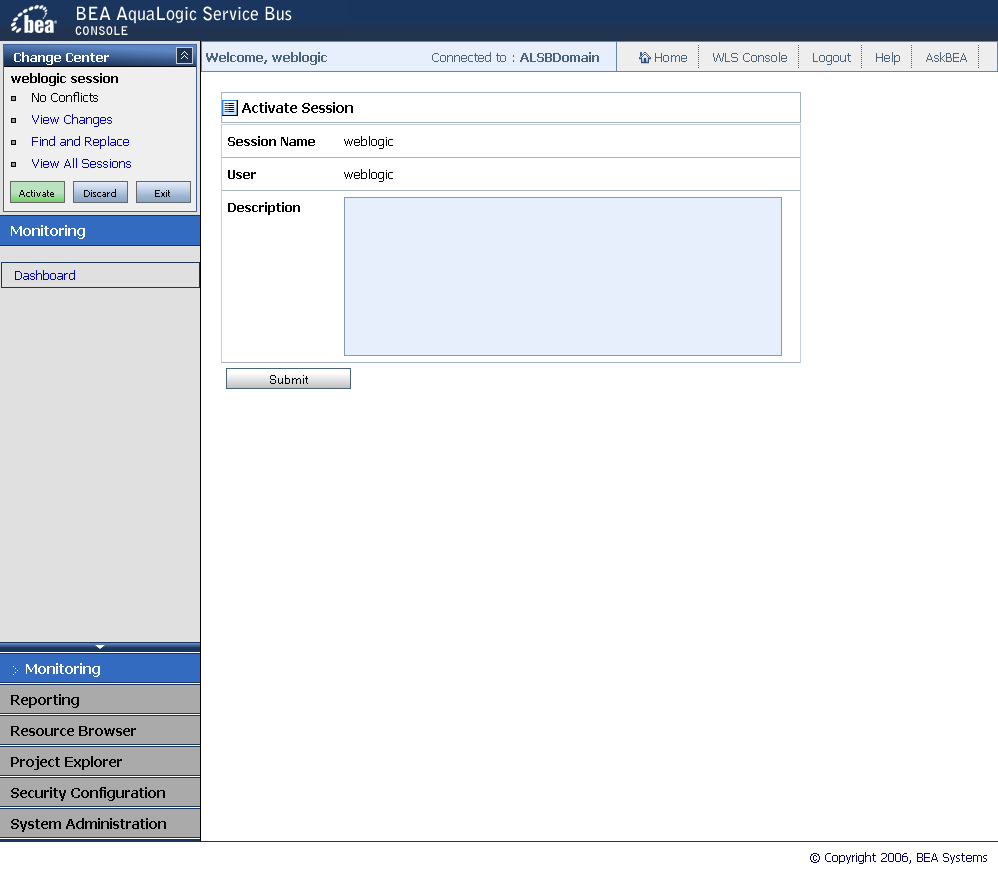 bea
BEA AquaLogic Service Bus
CONSOLE
Change Center
weblogic session
No Conflicts
View Changes
Find and Replace
View All Sessions
Activate Discard Exit
Monitoring
Dashboard
Monitoring
Reporting
Resource Browser
Project Explorer
Security Configuration
System Administration
Welcome, weblogic Connected to : ALSBDomain Home WLS Console Logout Help AskBEA
Activate Session
Session Name weblogic
User weblogic
Description
Submit
© Copyright 2006, BEA Systems